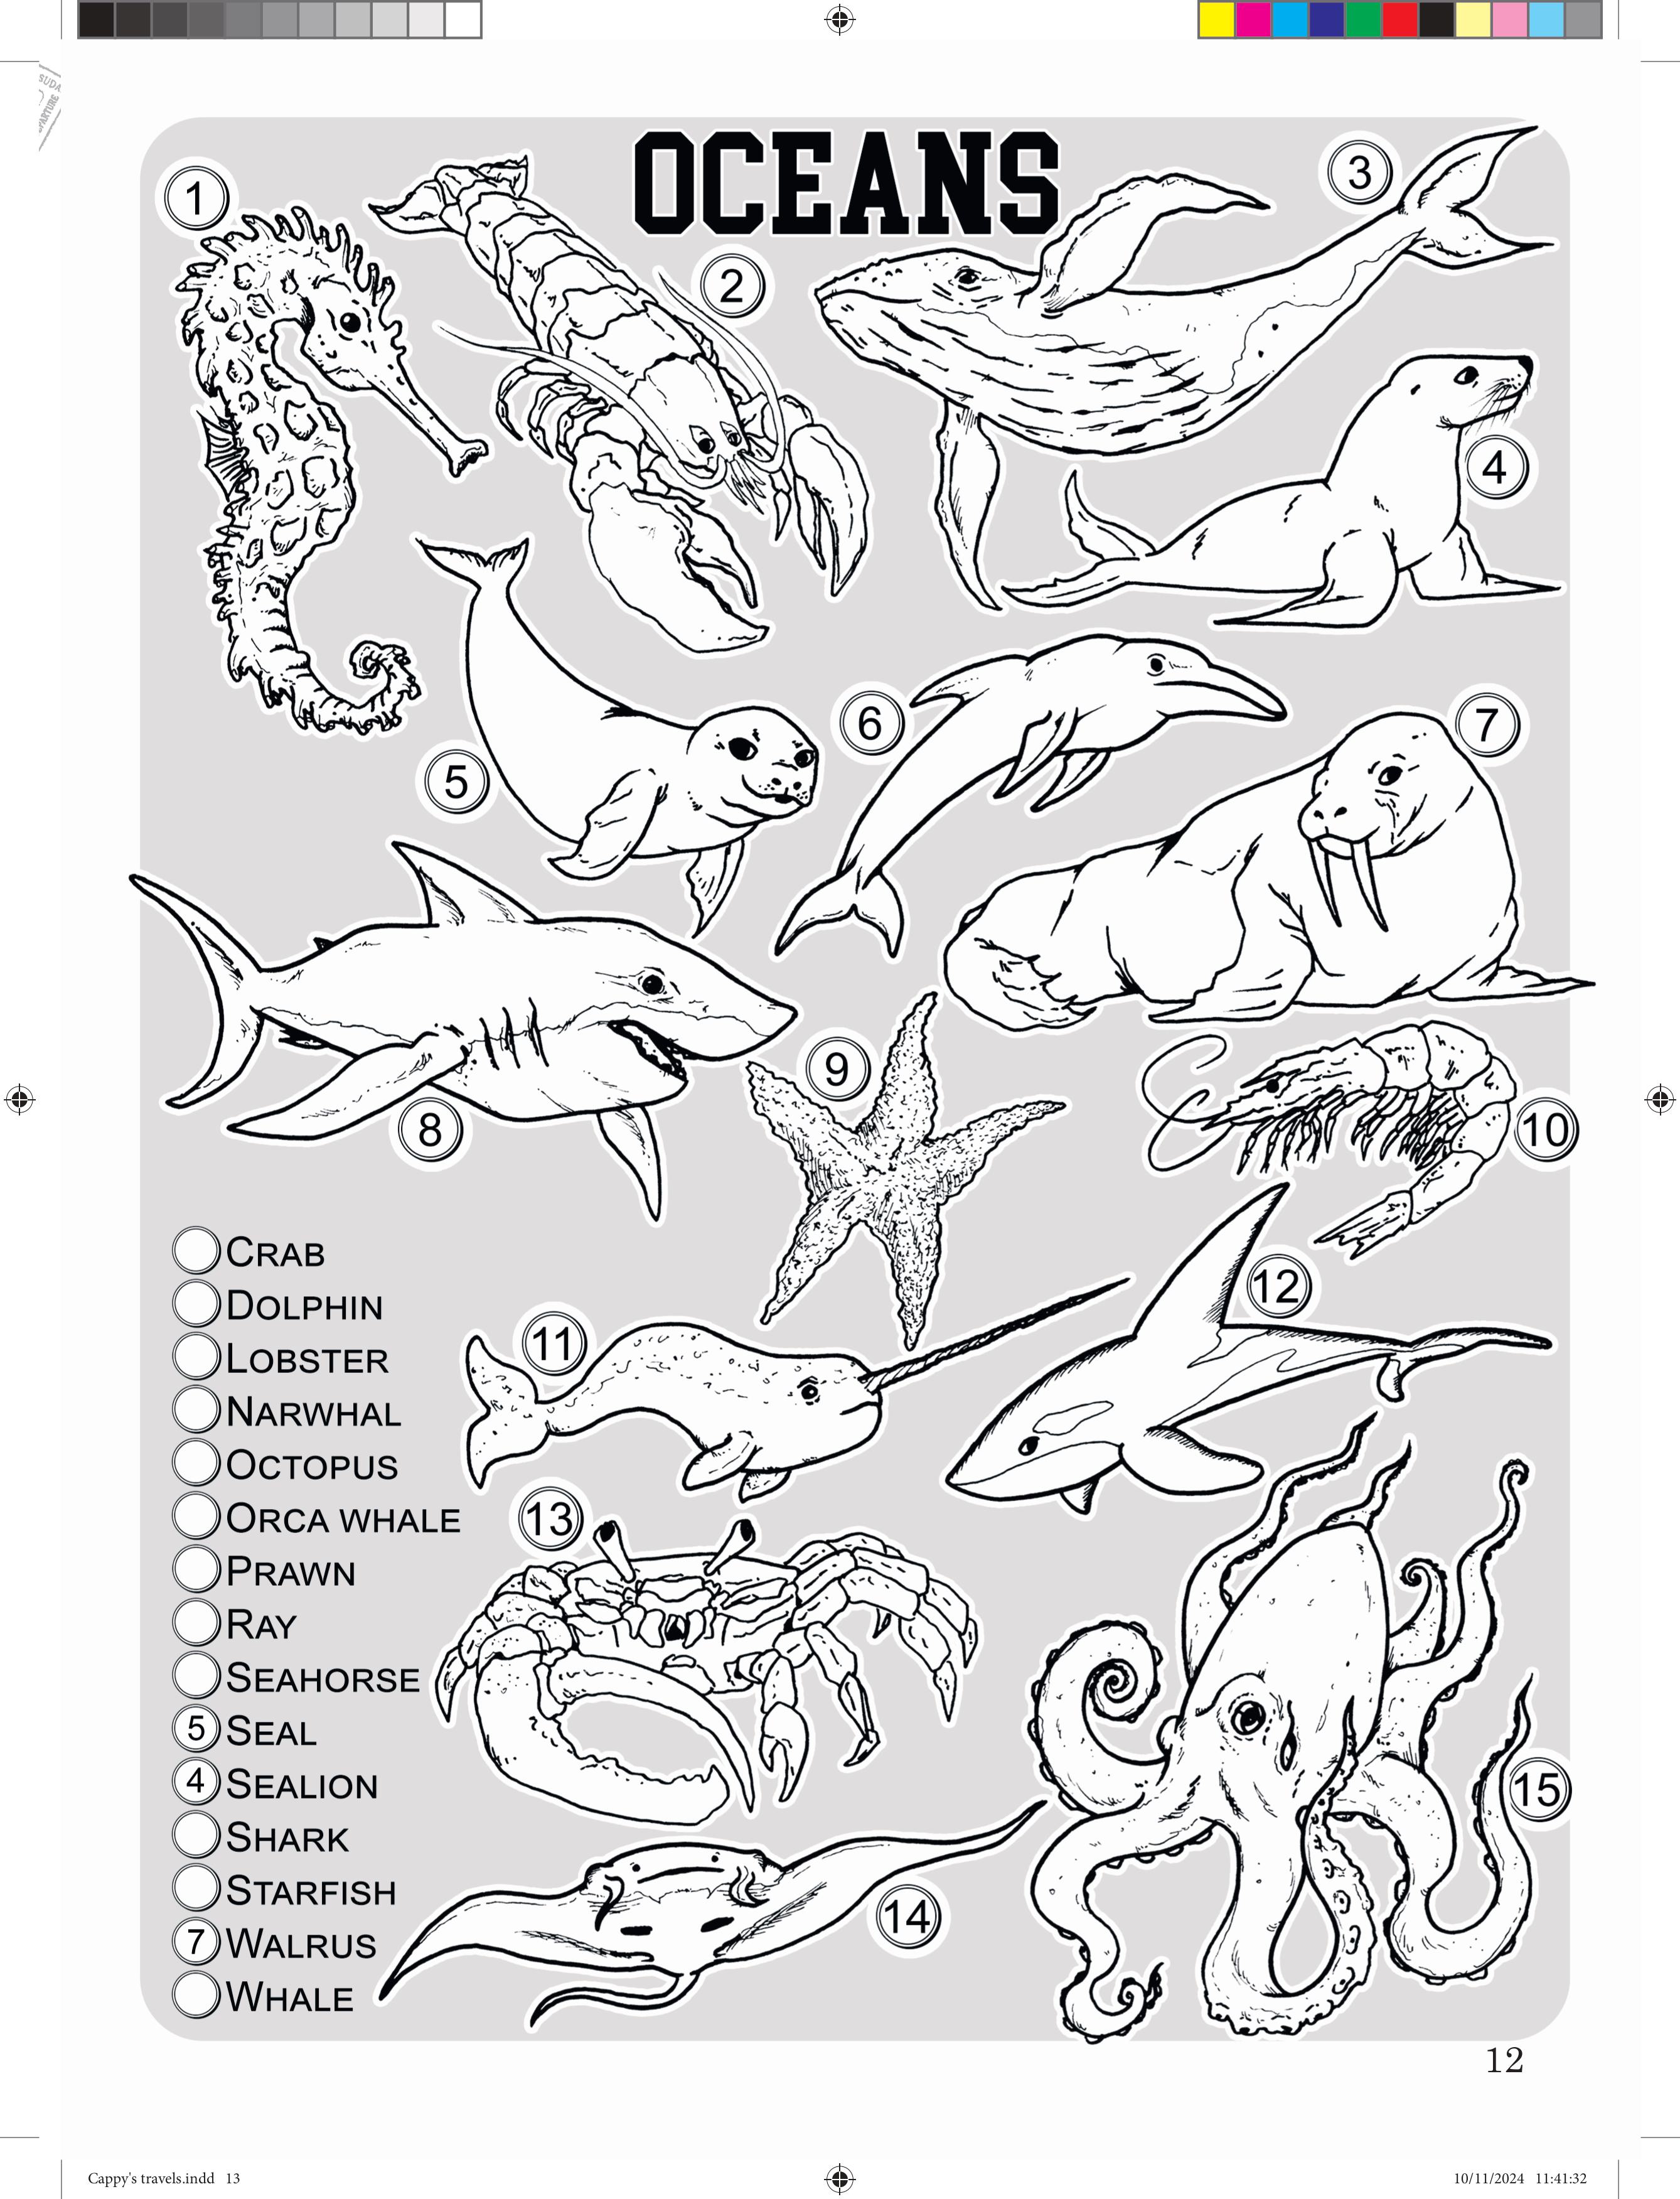 OCEANS
1
2
3
4
5
6
7
8
9
10
11
12
13
14
15
CRAB
DOLPHIN
LOBSTER
NARWHAL
OCTOPUS
ORCA WHALE
PRAWN
RAY
SEAHORSE
5 SEAL
4 SEALION
SHARK
STARFISH
7 WALRUS
WHALE
12
Cappy's travels.indd 13
10/11/2024 11:41:32